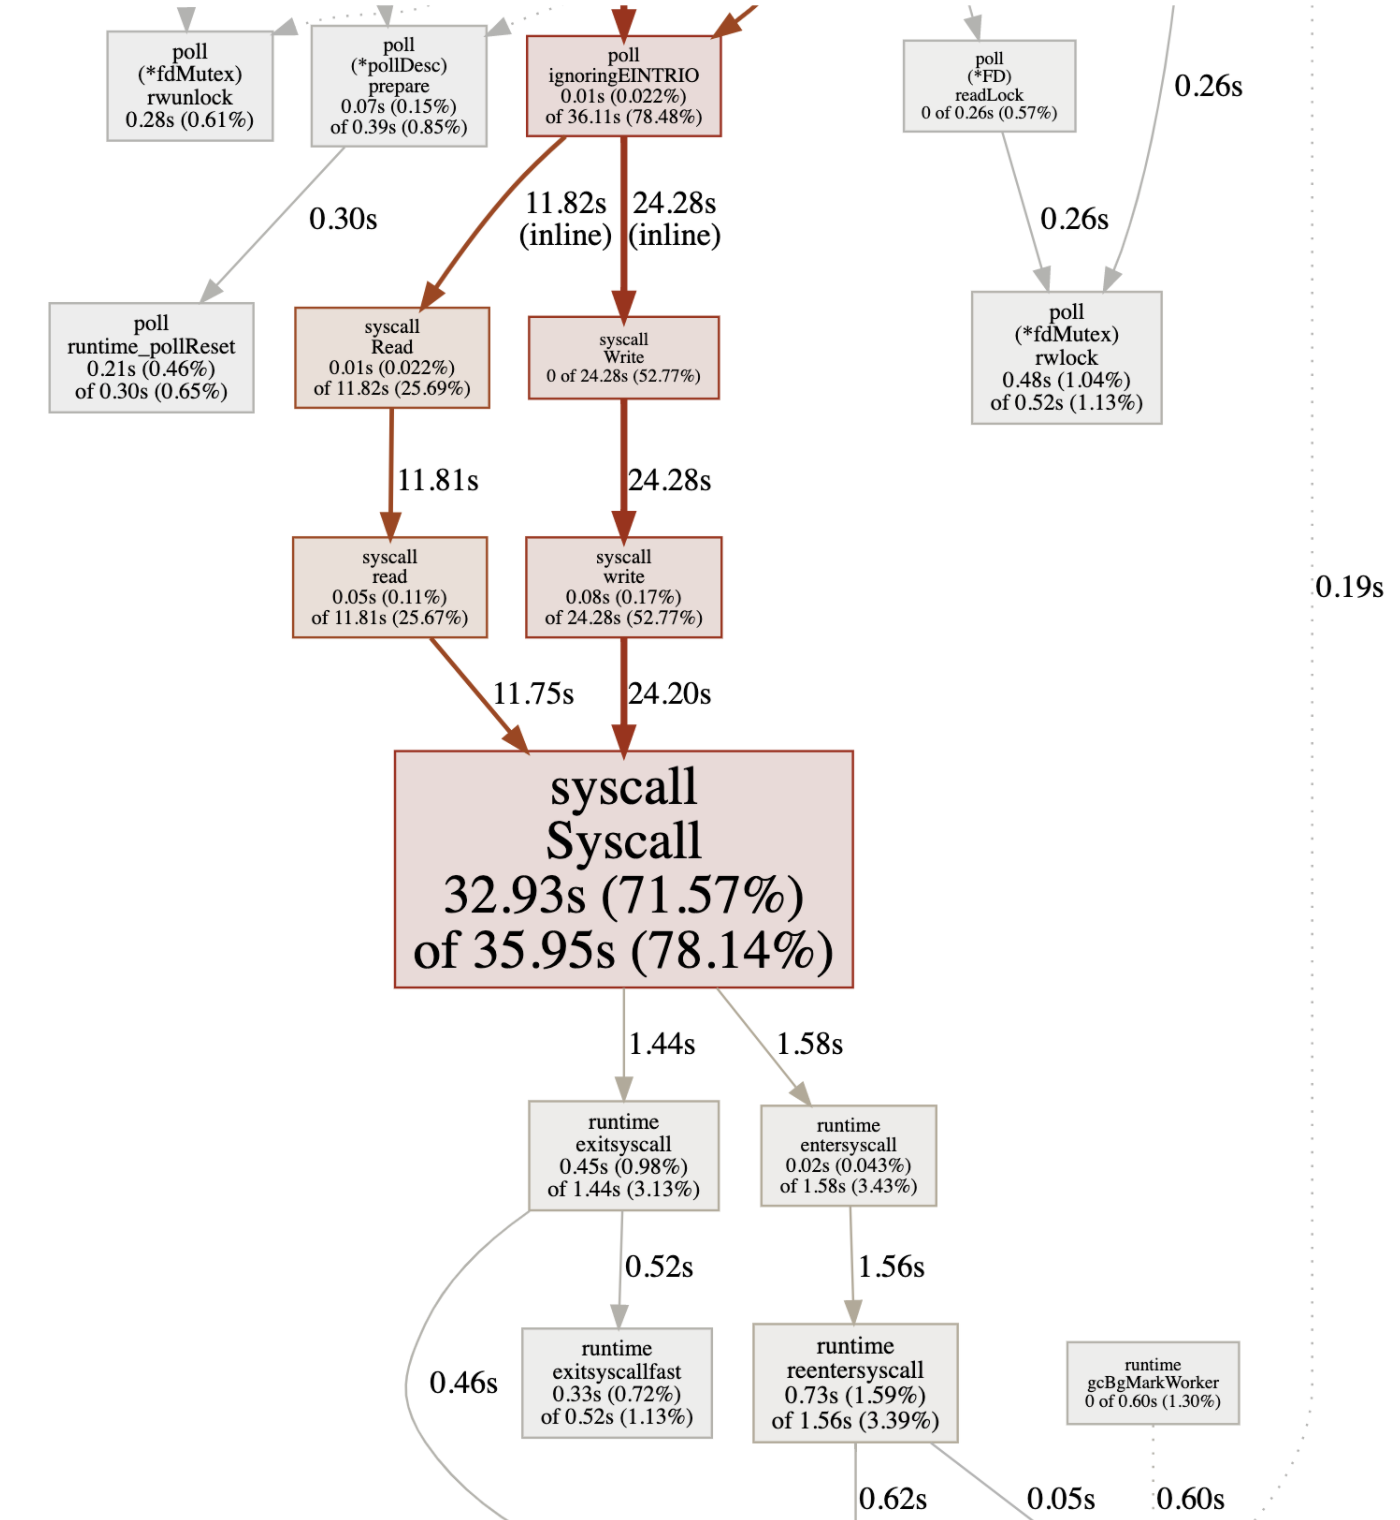 poll
(*fdMutex)
rwunlock
0.28s (0.61%)
poll
(*pollDesc)
prepare
0.07s (0.15%)
of 0.39s (0.85%)
poll
ignoringEINTRIO
0.01s (0.022%)
of 36.11s (78.48%)
poll
(*FD)
readLock
0 of 0.26s (0.57%)
0.26s
0.30s
11.82s
(inline)
24.28s
(inline)
0.26s
poll
runtime_pollReset
0.21s (0.46%)
of 0.30s (0.65%)
syscall
Read
0.01s (0.022%)
of 11.82s (25.69%)
syscall
Write
0 of 24.28s (52.77%)
poll
(*fdMutex)
rwlock
0.48s (1.04%)
of 0.52s (1.13%)
11.81s
24.28s
syscall
read
0.05s (0.11%)
of 11.81s (25.67%)
syscall
write
0.08s (0.17%)
of 24.28s (52.77%)
0.19s
11.75s
24.20s
syscall
Syscall
32.93s (71.57%)
of 35.95s (78.14%)
1.44s
1.58s
runtime
exitsyscall
0.45s (0.98%)
of 1.44s (3.13%)
runtime
entersyscall
0.02s (0.043%)
of 1.58s (3.43%)
0.52s
1.56s
0.46s
runtime
exitsyscallfast
0.33s (0.72%)
of 0.52s (1.13%)
runtime
reentersyscall
0.73s (1.59%)
of 1.56s (3.39%)
runtime
gcBgMarkWorker
0 of 0.60s (1.30%)
0.62s
0.05s
0.60s